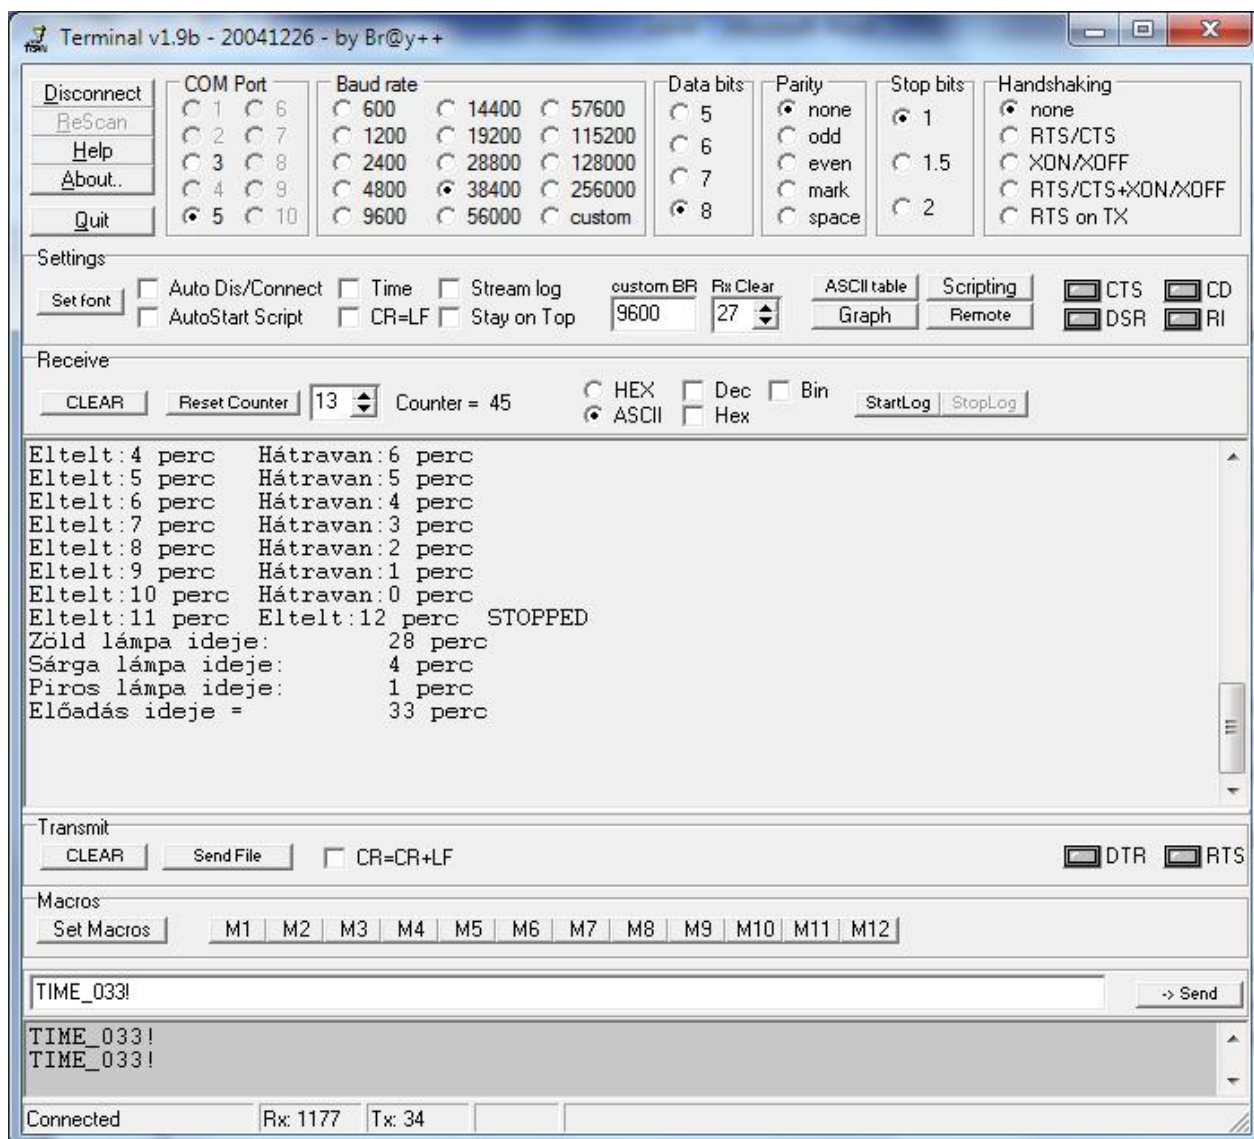 Terminal v1.9b - 20041226 - by Br@y++
Disconnect
ReScan
Help
About..
Quit
COM Port
1 6
2 7
3 8
4 9
5 10
Baud rate
600 14400 57600
1200 19200 115200
2400 28800 128000
4800 38400 256000
9600 56000 custom
Data bits
5
6
7
8
Parity
none
odd
even
mark
space
Stop bits
1
1.5
2
Handshaking
none
RTS/CTS
XON/XOFF
RTS/CTS+XON/XOFF
RTS on TX
Settings
Set font
Auto Dis/Connect Time Stream log
AutoStart Script CR=LF Stay on Top
custom BR Rx Clear
9600 27
ASCII table Scripting
Graph Remote
CTS CD
DSR RI
Receive
CLEAR Reset Counter 13 Counter = 45
HEX Dec Bin
ASCII Hex
StartLog StopLog
Eltelt:4 perc Hátravan:6 perc
Eltelt:5 perc Hátravan:5 perc
Eltelt:6 perc Hátravan:4 perc
Eltelt:7 perc Hátravan:3 perc
Eltelt:8 perc Hátravan:2 perc
Eltelt:9 perc Hátravan:1 perc
Eltelt:10 perc Hátravan:0 perc
Eltelt:11 perc Eltelt:12 perc STOPPED
Zöld lámpa ideje: 28 perc
Sárga lámpa ideje: 4 perc
Piros lámpa ideje: 1 perc
Előadás ideje = 33 perc
Transmit
CLEAR Send File CR=CR+LF DTR RTS
Macros
Set Macros M1 M2 M3 M4 M5 M6 M7 M8 M9 M10 M11 M12
TIME_033! -> Send
TIME_033!
TIME_033!
Connected Rx: 1177 Tx: 34